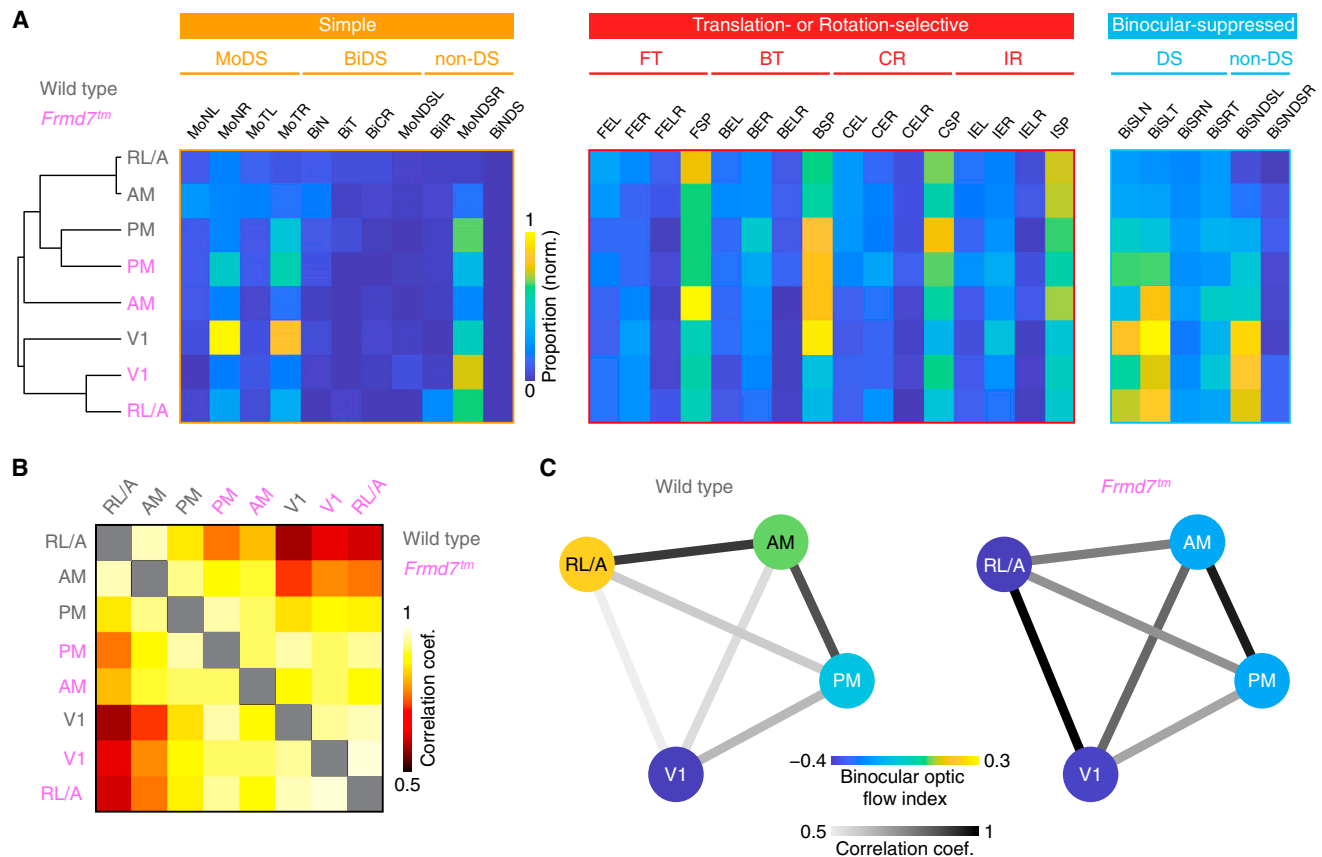 A
Simple
Translation- or Rotation-selective
Binocular-suppressed
MoDS
BiDS
non-DS
FT
BT
CR
IR
DS
non-DS
Wild type
Frmd7tm
MoNL
MoNR
MoTL
MoTR
BiN
BiT
BiCR
MoNDSL
BiIR
MoNDSR
BiNDS
FEL
FER
FELR
FSP
BEL
BER
BELR
BSP
CEL
CER
CELR
CSP
IEL
IER
IELR
ISP
BiSLN
BiSLT
BiSRN
BiSRT
BiSNDSL
BiSNDSR
RL/A
AM
PM
PM
AM
V1
V1
RL/A
1
Proportion (norm.)
0
B
RL/A
AM
PM
PM
AM
V1
V1
RL/A
RL/A
AM
PM
PM
AM
V1
V1
RL/A
Wild type
Frmd7tm
1
Correlation coef.
0.5
C
Wild type
Frmd7tm
RL/A
AM
PM
V1
RL/A
AM
PM
V1
−0.4
0.3
Binocular optic
flow index
0.5
1
Correlation coef.